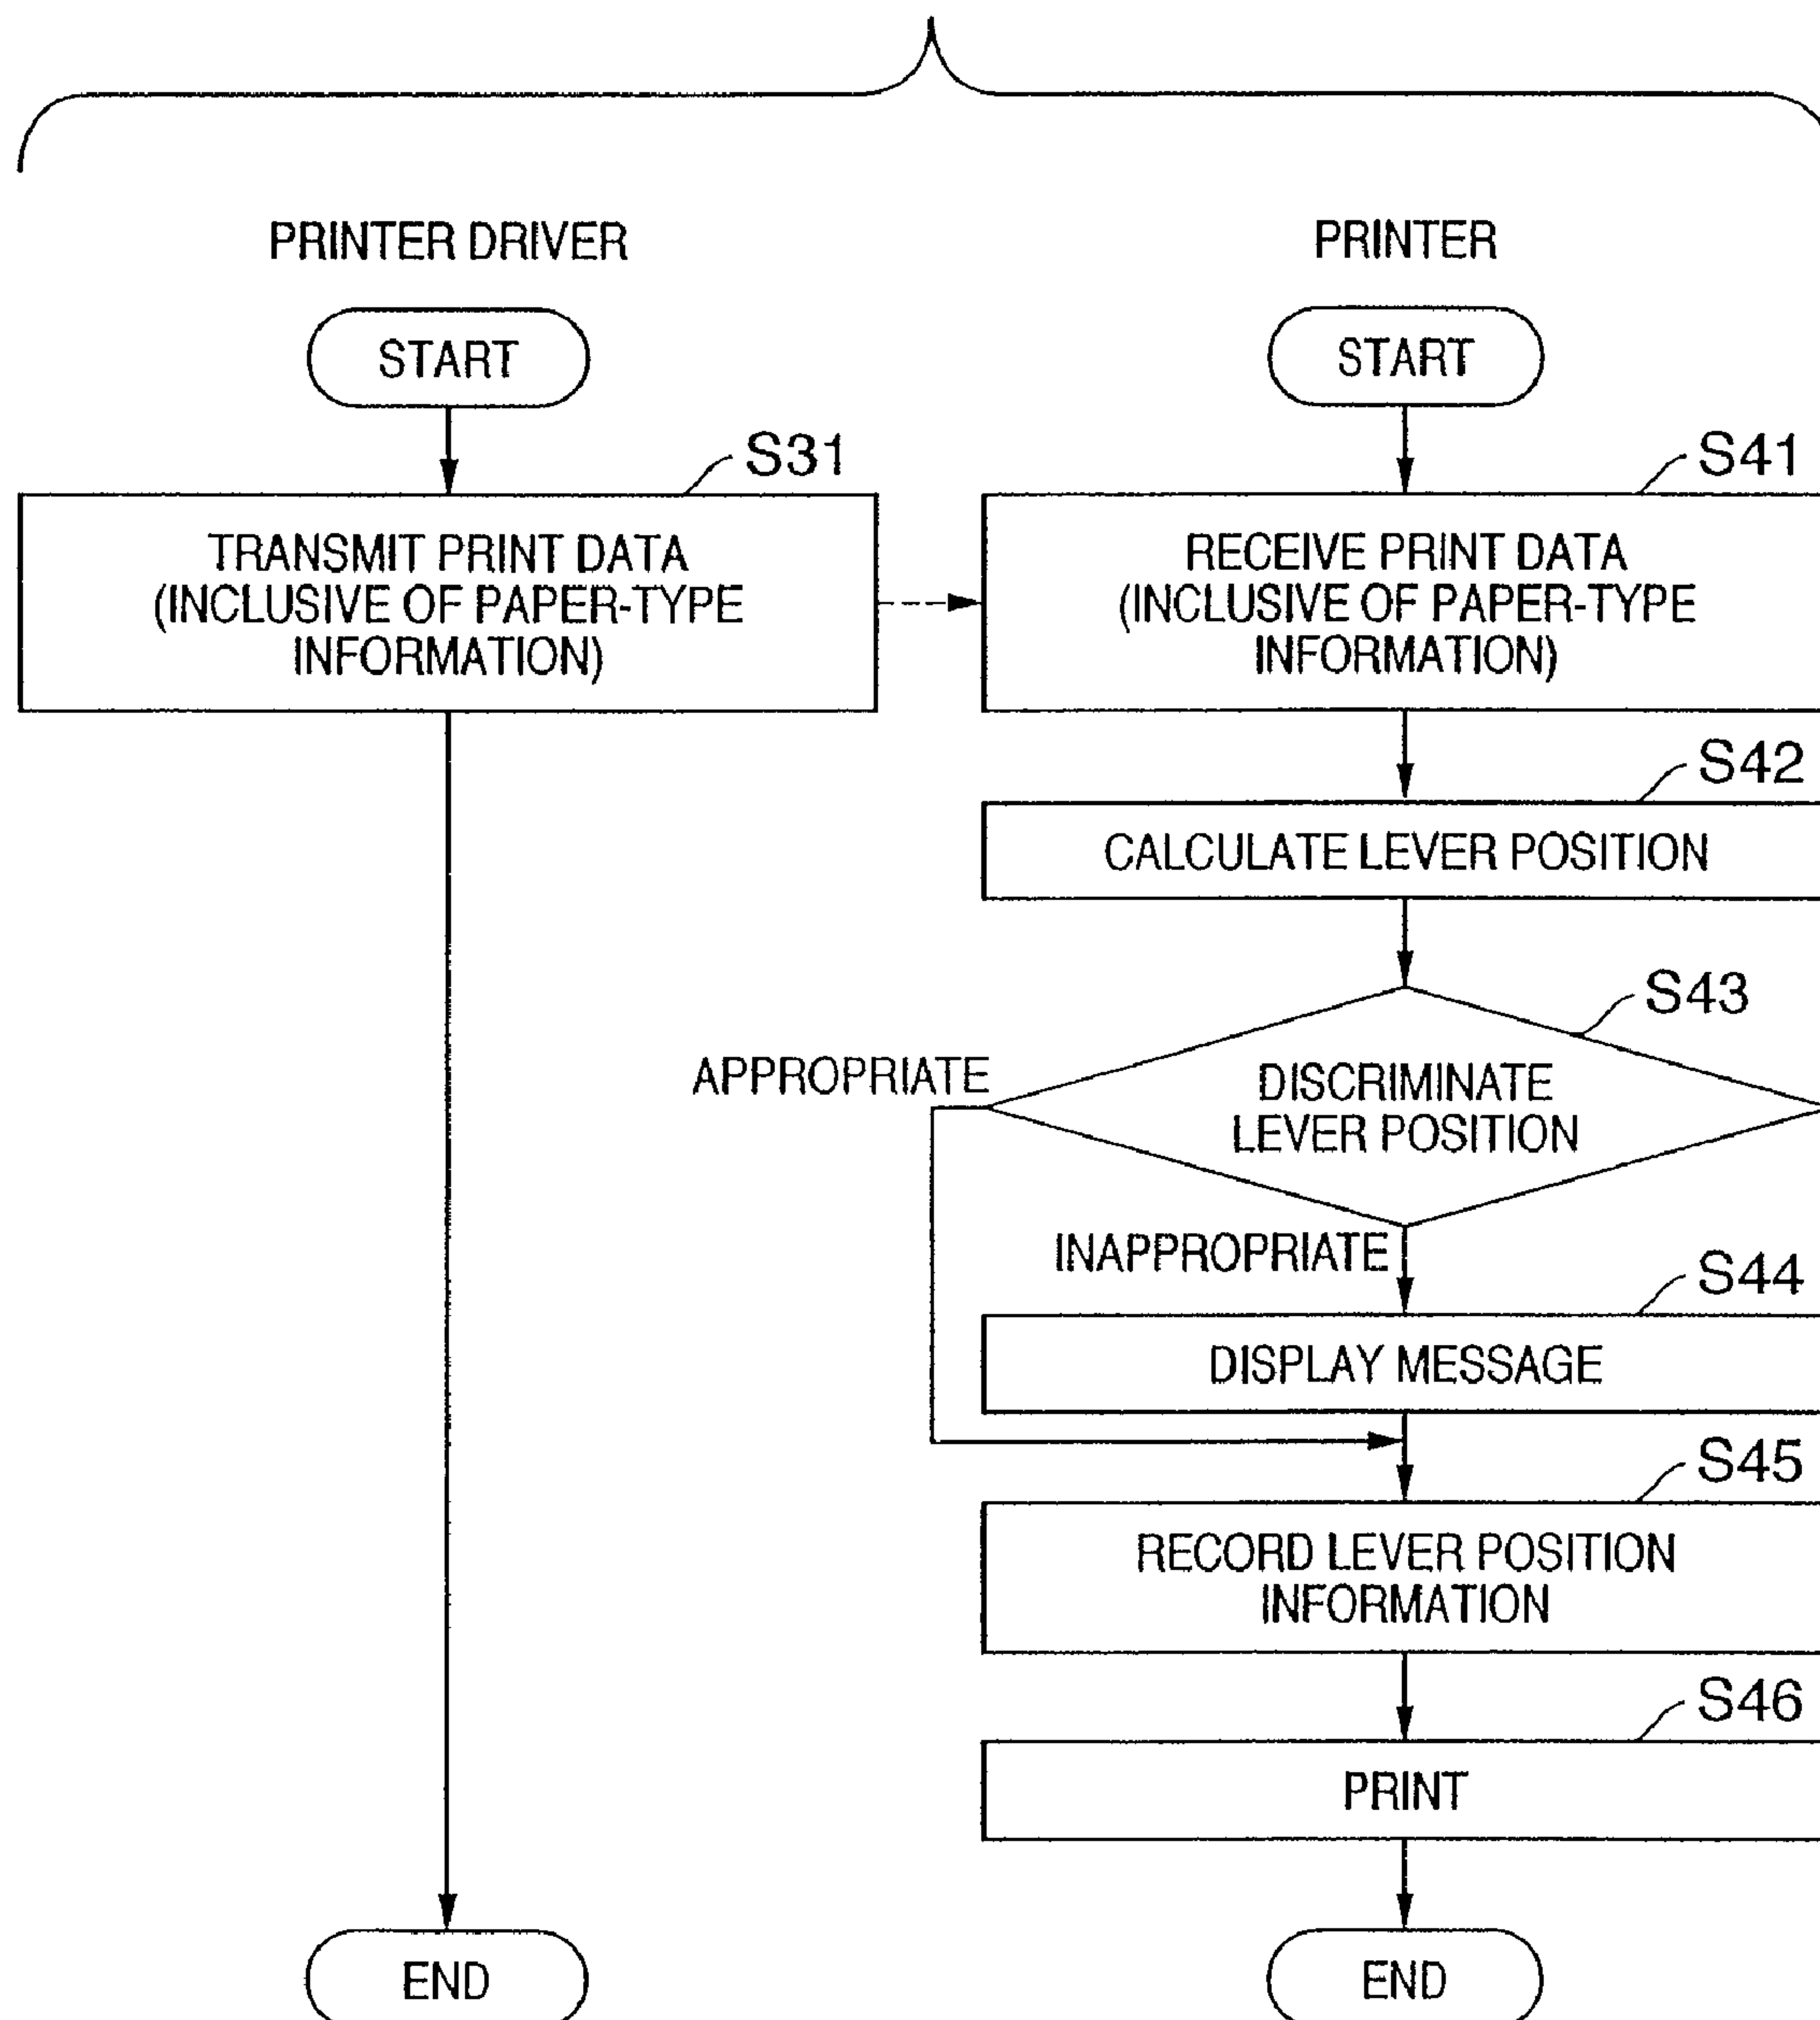 PRINTER DRIVER
START
S31
TRANSMIT PRINT DATA
(INCLUSIVE OF PAPER-TYPE
INFORMATION)
END
PRINTER
START
S41
RECEIVE PRINT DATA
(INCLUSIVE OF PAPER-TYPE
INFORMATION)
S42
CALCULATE LEVER POSITION
S43
APPROPRIATE
DISCRIMINATE
LEVER POSITION
INAPPROPRIATE
S44
DISPLAY MESSAGE
S45
RECORD LEVER POSITION
INFORMATION
S46
PRINT
END